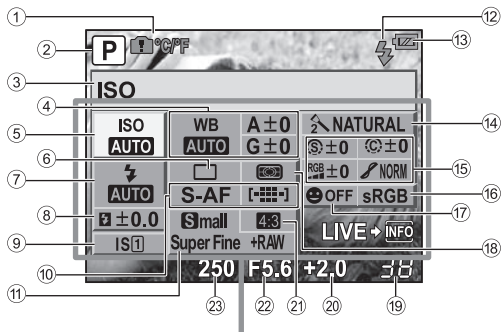 ① ⑫
② P °C/°F ⑬
③ ISO
④
⑤ ISO AUTO WB AUTO A±0 G±0 2 NATURAL ⑭
⑥ S±0 C±0
⑦ AUTO RGB±0 NORM ⑮
S-AF OFF sRGB ⑯
⑰
⑧ ±0.0 Small 4:3 LIVE INFO
⑱
⑨ IS1 Super Fine +RAW
⑩
⑪ 250 F5.6 +2.0 38
㉓ ㉒ ㉑ ⑳ ⑲